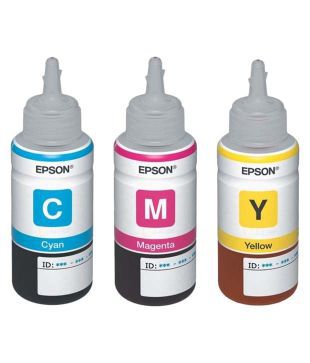 EPSON®
C
Cyan
ID: *** - *** - ***
EPSON®
M
Magenta
ID: *** - *** - ***
EPSON®
Y
Yellow
ID: *** - *** - ***